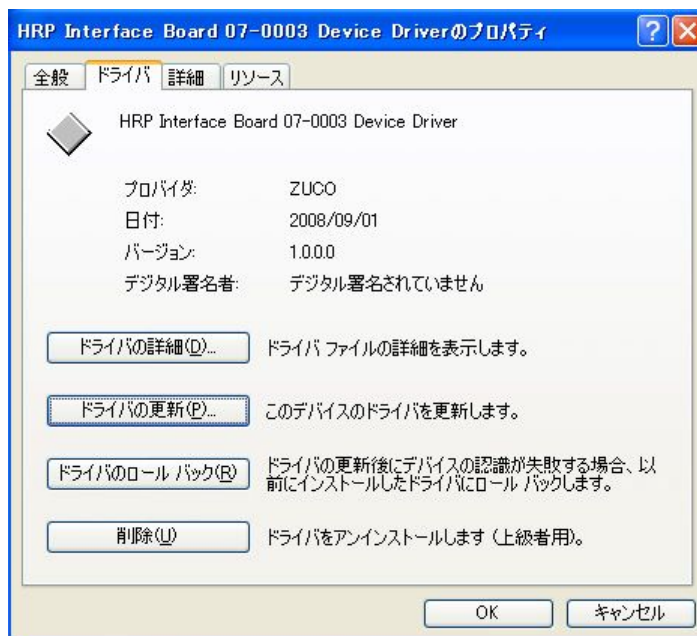 HRP Interface Board 07-0003 Device Driverのプロパティ
全般 ドライバ 詳細 リソース
HRP Interface Board 07-0003 Device Driver
プロバイダ: ZUCO
日付: 2008/09/01
バージョン: 1.0.0.0
デジタル署名者: デジタル署名されていません
ドライバの詳細(D)... ドライバ ファイルの詳細を表示します。
ドライバの更新(P)... このデバイスのドライバを更新します。
ドライバのロール バック(R) ドライバの更新後にデバイスの認識が失敗する場合、以
前にインストールしたドライバにロール バックします。
削除(U) ドライバをアンインストールします (上級者用)。
OK キャンセル